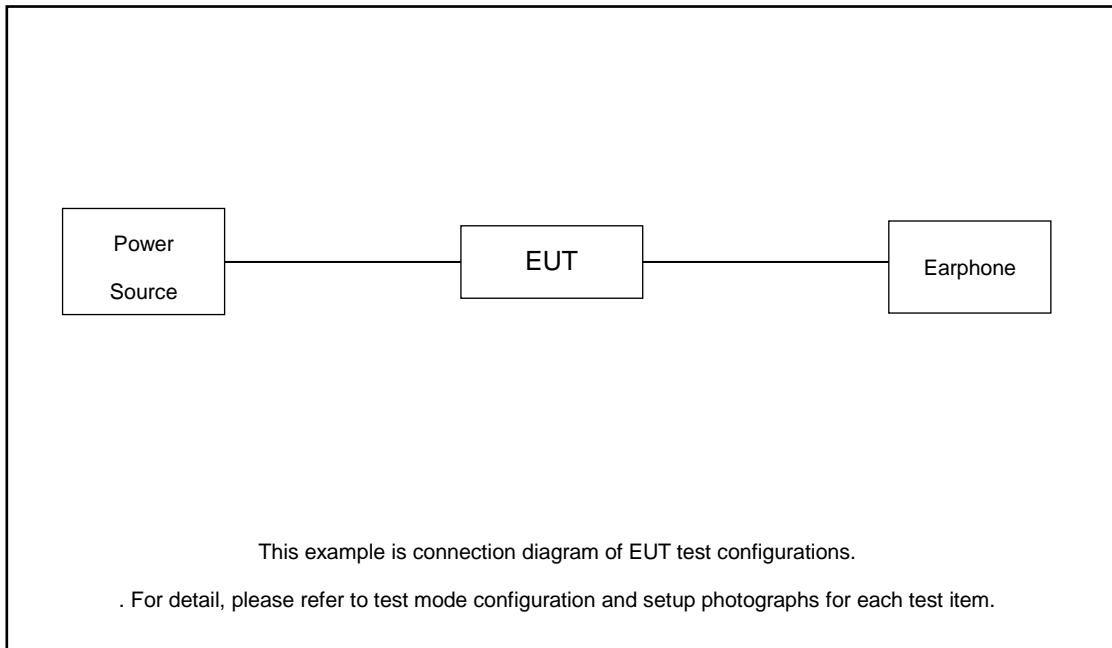 Power
Source
EUT
Earphone
This example is connection diagram of EUT test configurations.
. For detail, please refer to test mode configuration and setup photographs for each test item.